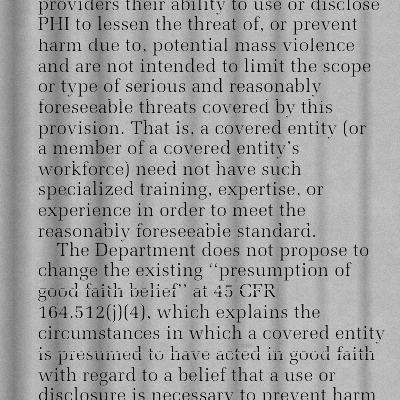 providers their ability to use or disclose
PHI to lessen the threat of, or prevent
harm due to, potential mass violence
and are not intended to limit the scope
or type of serious and reasonably
foreseeable threats covered by this
provision. That is, a covered entity (or
a member of a covered entity’s
workforce) need not have such
specialized training, expertise, or
experience in order to meet the
reasonably foreseeable standard.
The Department does not propose to
change the existing ‘‘presumption of
good faith belief’’ at 45 CFR
164.512(j)(4), which explains the
circumstances in which a covered entity
is presumed to have acted in good faith
with regard to a belief that a use or
disclosure is necessary to prevent harm